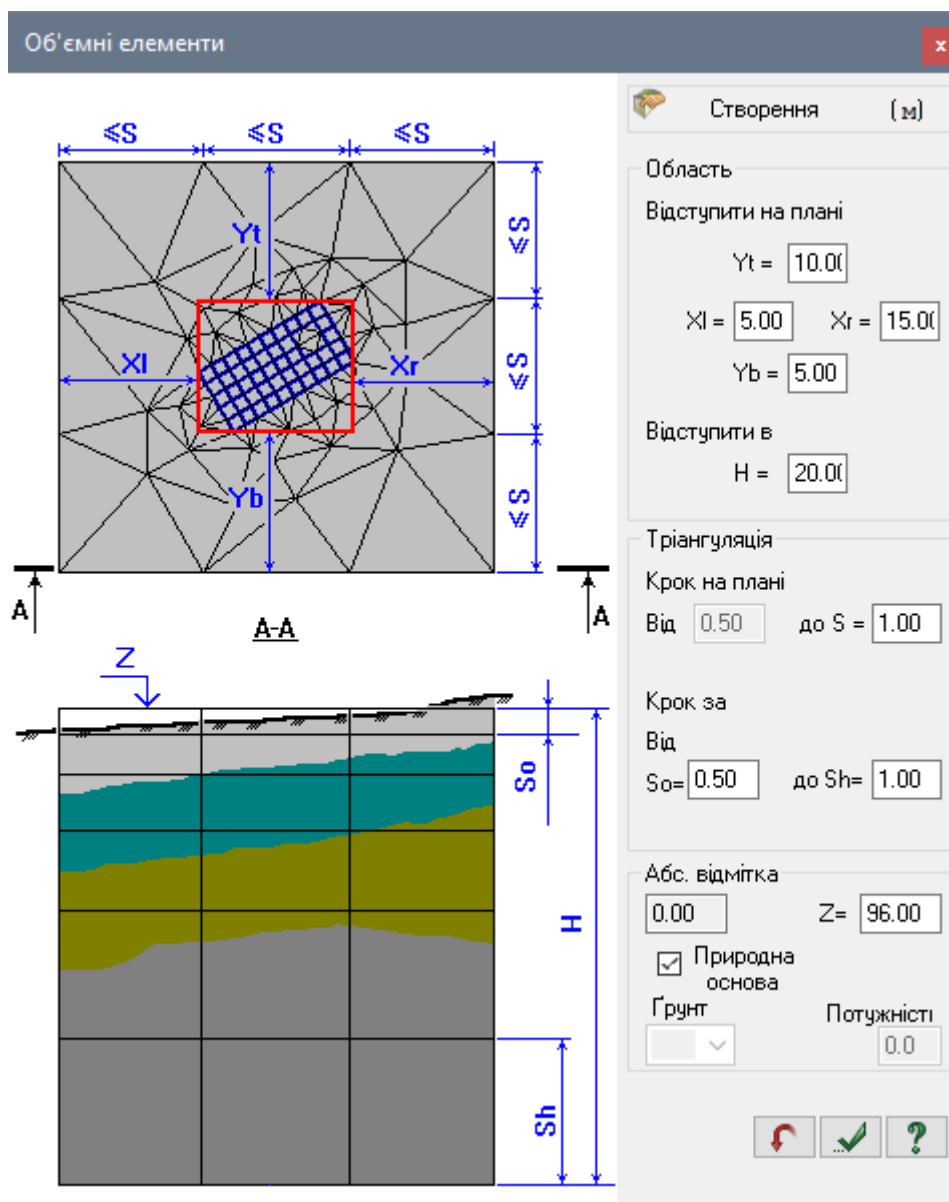 Об'ємні елементи
x
≤S ≤S ≤S
Yt
≤S
Xl
Xr
≤S
Yb
≤S
A
A
A-A
Z
So
H
Sh
Створення (м)
Область
Відступити на плані
Yt = 10.0(
Xl = 5.00 Xr = 15.0(
Yb = 5.00
Відступити в
H = 20.0(
Тріангуляція
Крок на плані
Від 0.50 до S = 1.00
Крок за
Від
So= 0.50 до Sh= 1.00
Абс. відмітка
0.00 Z= 96.00
Природна
основа
Ґрунт
Потужністі
0.0
?